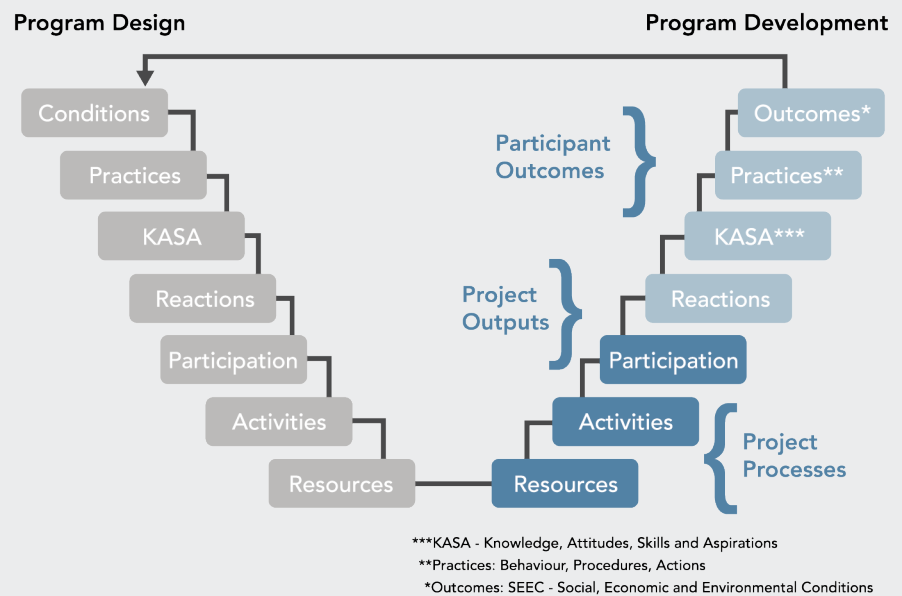 Program Design
Program Development
Conditions
Practices
KASA
Reactions
Participation
Activities
Resources
Outcomes*
Practices**
KASA***
Reactions
Participation
Activities
Resources
Participant
Outcomes
Project
Outputs
Project
Processes
***KASA - Knowledge, Attitudes, Skills and Aspirations
**Practices: Behaviour, Procedures, Actions
*Outcomes: SEEC - Social, Economic and Environmental Conditions